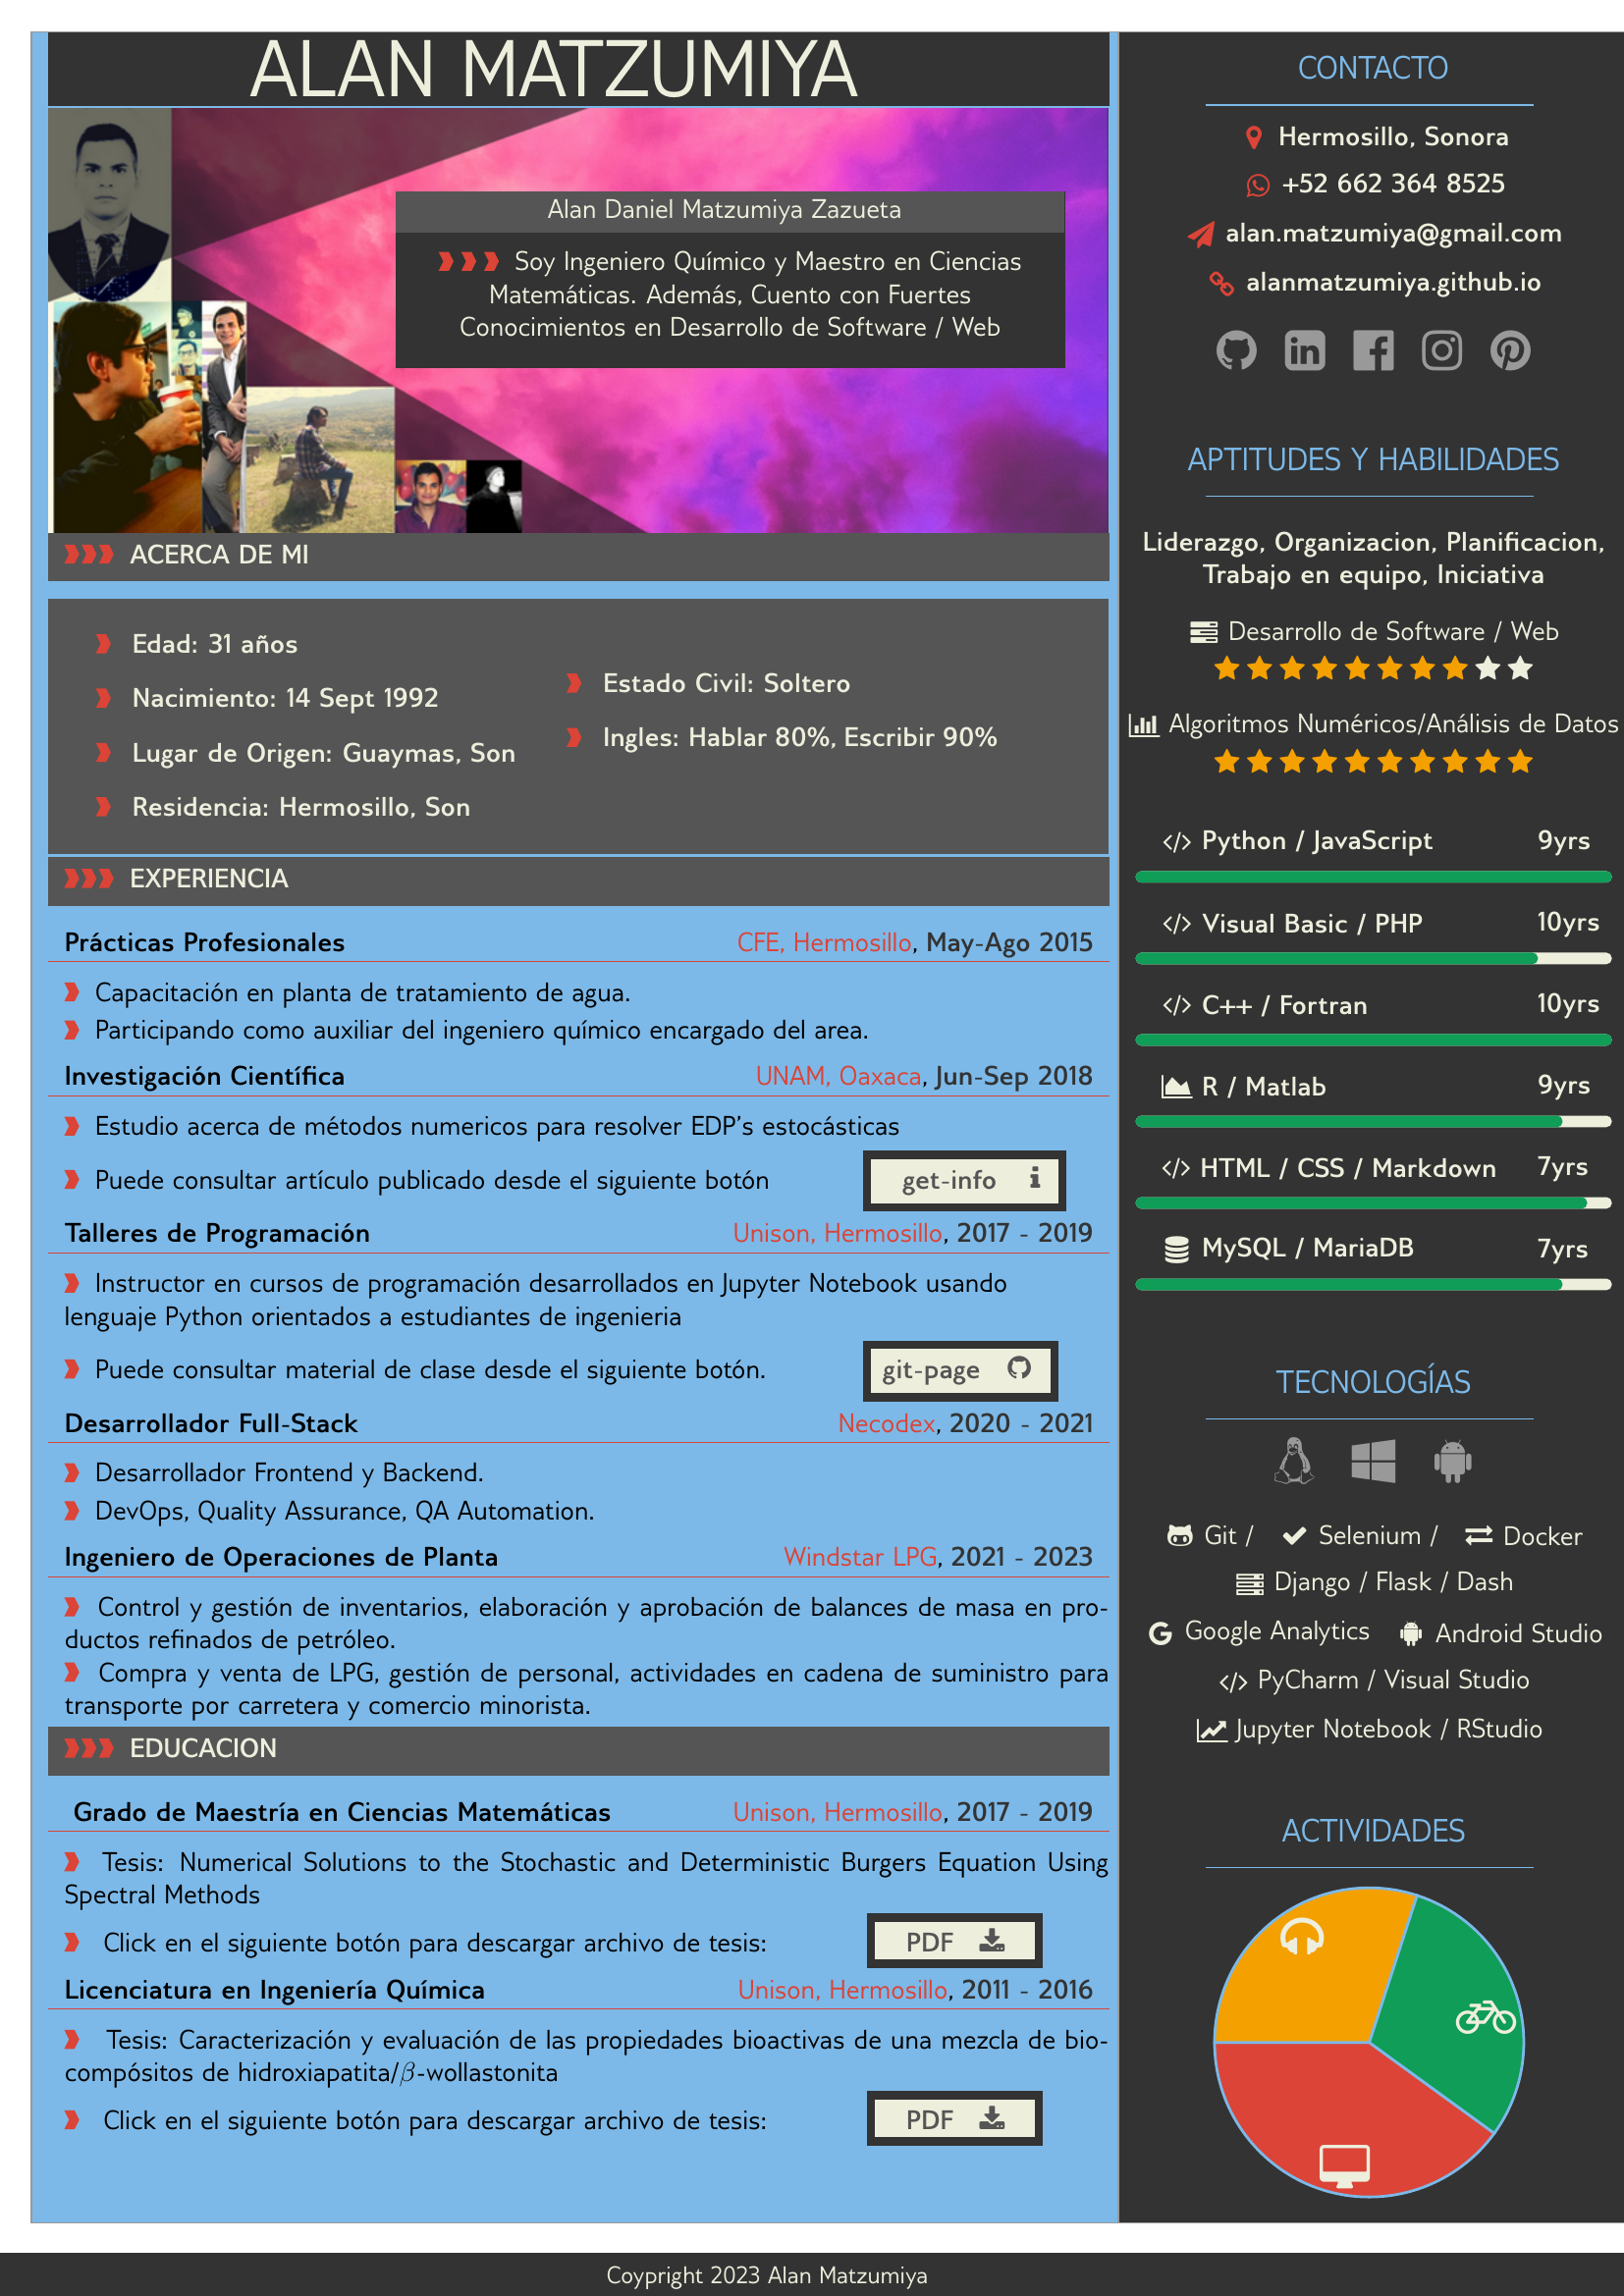 ALAN MATZUMIYA
Alan Daniel Matzumiya Zazueta
Soy Ingeniero Químico y Maestro en Ciencias
Matemáticas. Además, Cuento con Fuertes
Conocimientos en Desarrollo de Software / Web
ACERCA DE MI
Edad: 31 años
Nacimiento: 14 Sept 1992
Lugar de Origen: Guaymas, Son
Residencia: Hermosillo, Son
Estado Civil: Soltero
Ingles: Hablar 80%, Escribir 90%
EXPERIENCIA
Prácticas Profesionales CFE, Hermosillo, May-Ago 2015
Capacitación en planta de tratamiento de agua.
Participando como auxiliar del ingeniero químico encargado del area.
Investigación Científica UNAM, Oaxaca, Jun-Sep 2018
Estudio acerca de métodos numericos para resolver EDP's estocásticas
Puede consultar artículo publicado desde el siguiente botón get-info
Talleres de Programación Unison, Hermosillo, 2017 - 2019
Instructor en cursos de programación desarrollados en Jupyter Notebook usando
lenguaje Python orientados a estudiantes de ingenieria
Puede consultar material de clase desde el siguiente botón. git-page
Desarrollador Full-Stack Necodex, 2020 - 2021
Desarrollador Frontend y Backend.
DevOps, Quality Assurance, QA Automation.
Ingeniero de Operaciones de Planta Windstar LPG, 2021 - 2023
Control y gestión de inventarios, elaboración y aprobación de balances de masa en pro-
ductos refinados de petróleo.
Compra y venta de LPG, gestión de personal, actividades en cadena de suministro para
transporte por carretera y comercio minorista.
EDUCACION
Grado de Maestría en Ciencias Matemáticas Unison, Hermosillo, 2017 - 2019
Tesis: Numerical Solutions to the Stochastic and Deterministic Burgers Equation Using
Spectral Methods
Click en el siguiente botón para descargar archivo de tesis: PDF
Licenciatura en Ingeniería Química Unison, Hermosillo, 2011 - 2016
Tesis: Caracterización y evaluación de las propiedades bioactivas de una mezcla de bio-
compósitos de hidroxiapatita/β-wollastonita
Click en el siguiente botón para descargar archivo de tesis: PDF
CONTACTO
Hermosillo, Sonora
+52 662 364 8525
alan.matzumiya@gmail.com
alanmatzumiya.github.io
APTITUDES Y HABILIDADES
Liderazgo, Organizacion, Planificacion,
Trabajo en equipo, Iniciativa
Desarrollo de Software / Web
Algoritmos Numéricos/Análisis de Datos
Python / JavaScript 9yrs
Visual Basic / PHP 10yrs
C++ / Fortran 10yrs
R / Matlab 9yrs
HTML / CSS / Markdown 7yrs
MySQL / MariaDB 7yrs
TECNOLOGÍAS
Git / Selenium / Docker
Django / Flask / Dash
Google Analytics Android Studio
PyCharm / Visual Studio
Jupyter Notebook / RStudio
ACTIVIDADES
Coypright 2023 Alan Matzumiya